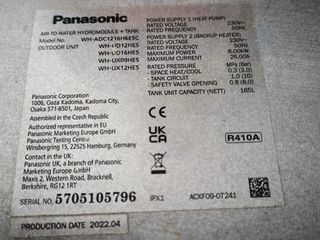 Panasonic
AIR-TO-WATER HYDROMODULE + TANK
Model No. WH-ADC1216H6E5C
OUTDOOR UNIT WH-UD12HE5
WH-UD16HE5
WH-UX09HE5
WH-UX12HE5
POWER SUPPLY 1 (HEAT PUMP)
RATED VOLTAGE 230V~
RATED FREQUENCY 50Hz
POWER SUPPLY 2 (BACKUP HEATER)
RATED VOLTAGE 230V~
RATED FREQUENCY 50Hz
MAXIMUM POWER 6.00kW
MAXIMUM CURRENT 26.00A
MAXIMUM PRESSURE MPa (Bar)
- SPACE HEAT/COOL 0.3 (3.0)
- TANK CIRCUIT 1.0 (10)
- SAFETY VALVE OPEN 0.8 (8.0)
TANK UNIT CAPACITY (NETT) 185L
Panasonic Corporation
1006, Oaza Kadoma, Kadoma City,
Osaka 571-8501, Japan
Assembled in the Czech Republic
Authorised representative in EU
Panasonic Marketing Europe GmbH
Panasonic Testing Centre
Winsbergring 15, 22525 Hamburg, Germany
Panasonic UK, a branch of Panasonic
Marketing Europe GmbH
Maxis 2, Western Road, Bracknell,
Berkshire, RG12 1RT
CE
UK
CA
R410A
SERIAL NO. 5705105796
IPX1
ACXF09-07241
PRODUCTION DATE 2022.04